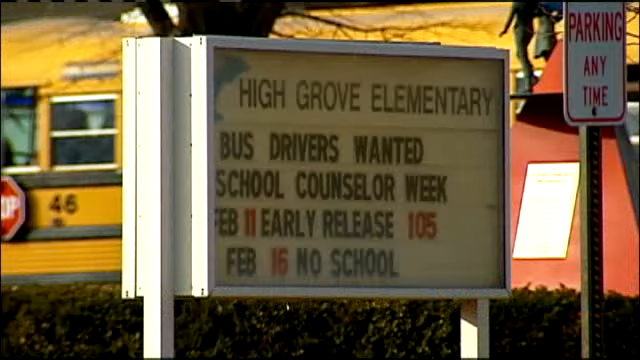 HIGH GROVE ELEMENTARY
BUS DRIVERS WANTED
SCHOOL COUNSELOR WEEK
FEB 11 EARLY RELEASE 105
FEB 16 NO SCHOOL
PARKING
ANY
TIME
46